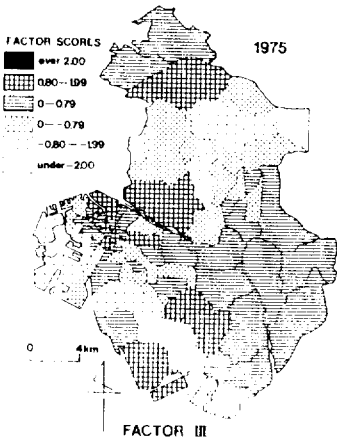 FACTOR SCORES
1975
over 2.00
0.80—1.99
0—0.79
0—-0.79
-0.80—-1.99
under-2.00
0 4km
FACTOR III